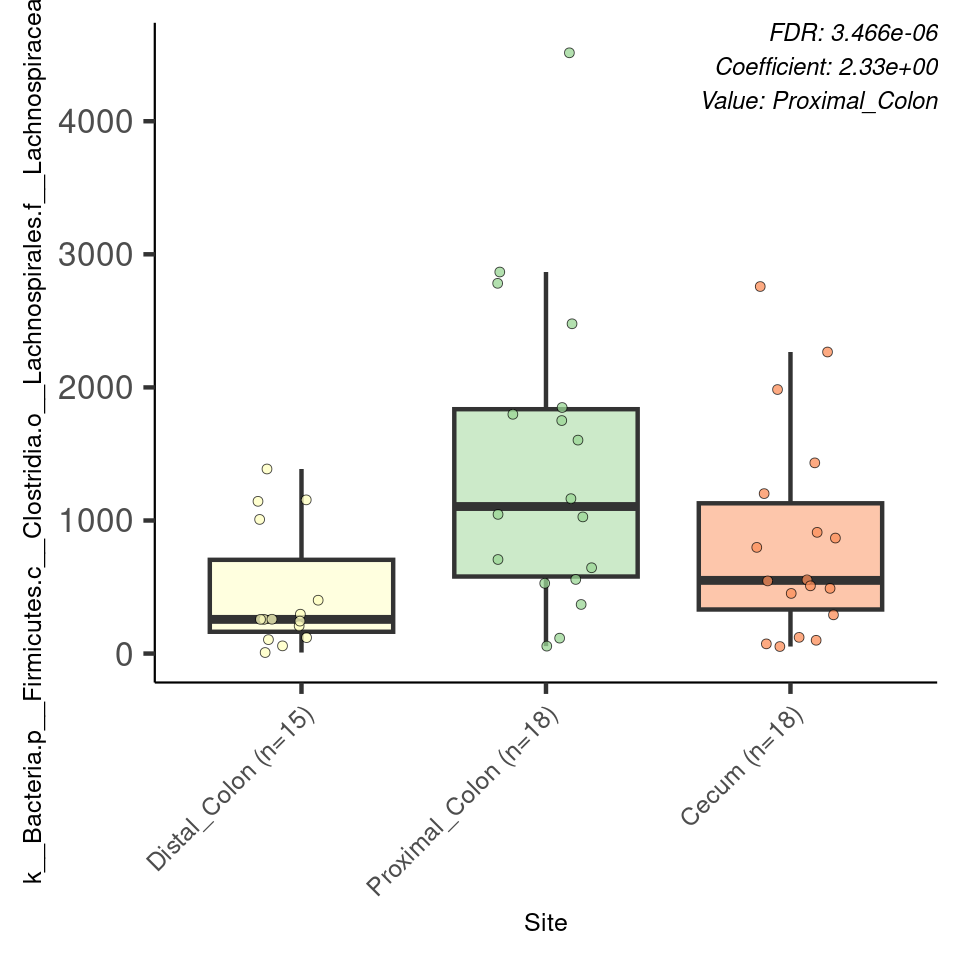 FDR: 3.466e-06
Coefficient: 2.33e+00
Value: Proximal_Colon
k__Bacteria.p__Firmicutes.c__Clostridia.o__Lachnospirales.f__Lachnospiracea
4000
3000
2000
1000
0
Distal_Colon (n=15)
Proximal_Colon (n=18)
Cecum (n=18)
Site